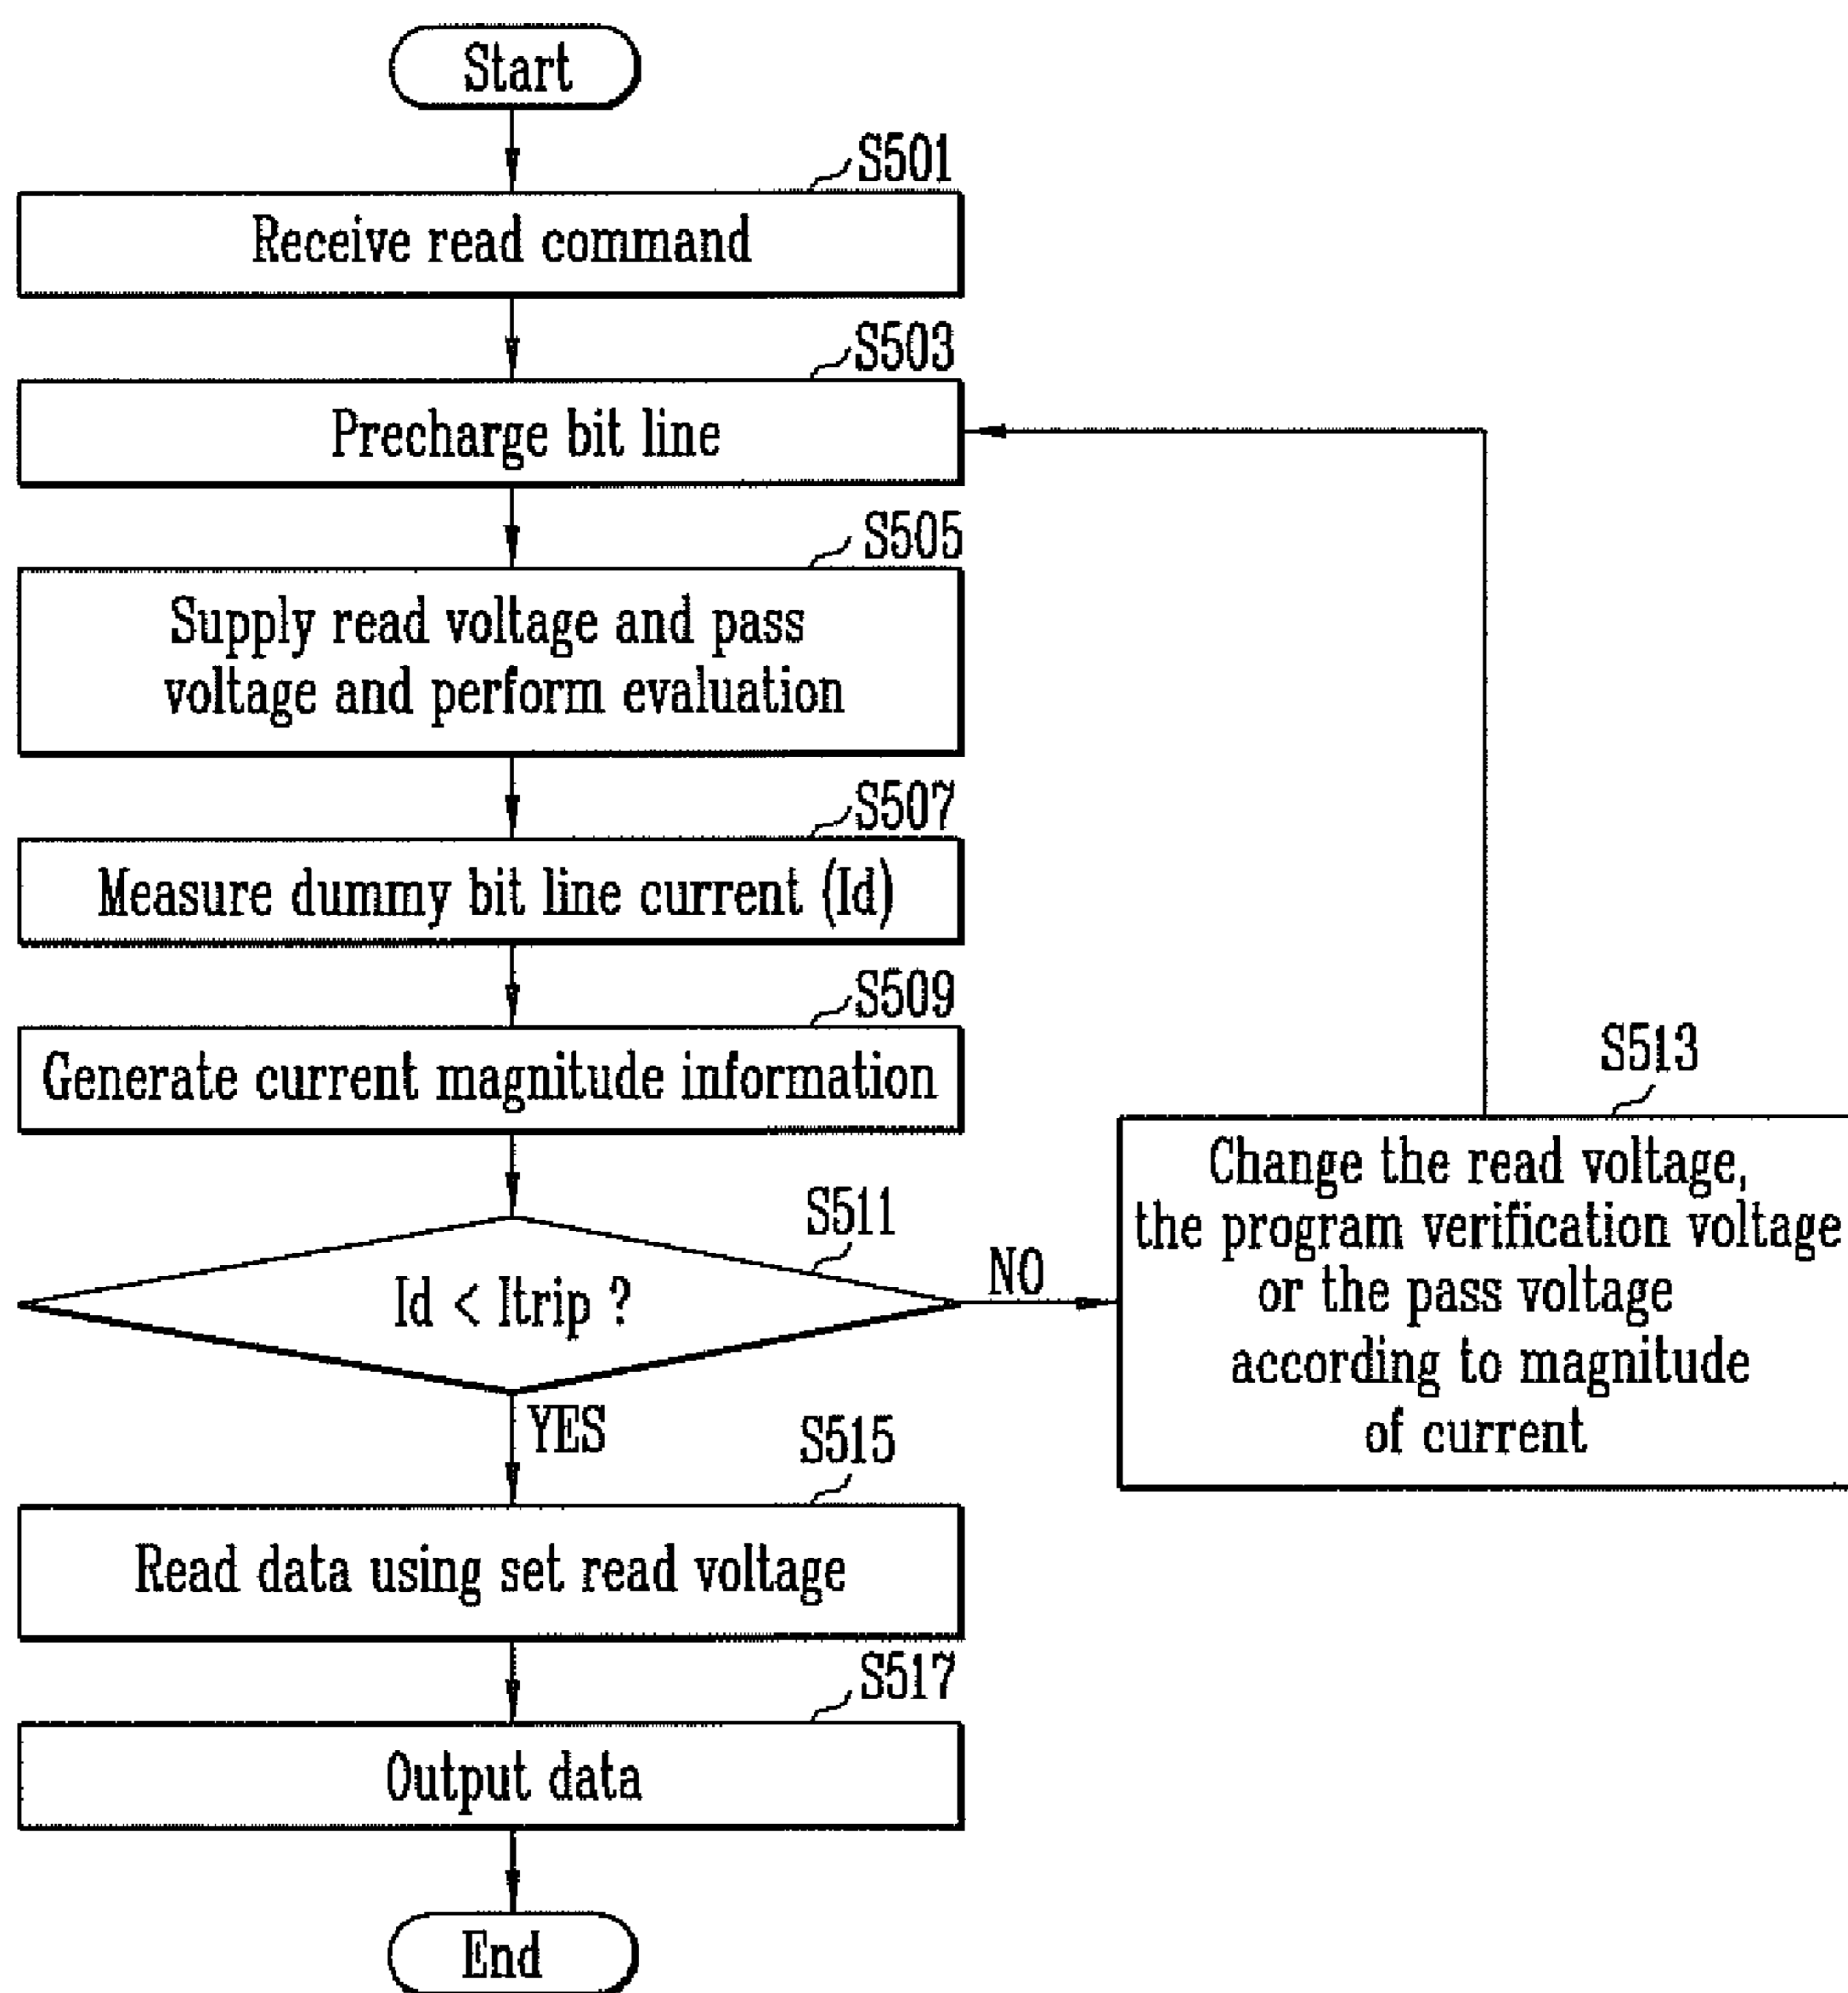 Start
S501
Receive read command
S503
Precharge bit line
S505
Supply read voltage and pass
voltage and perform evaluation
S507
Measure dummy bit line current (Id)
S509
Generate current magnitude information
S511
Id < Itrip ?
NO
S513
Change the read voltage,
the program verification voltage
or the pass voltage
according to magnitude
of current
YES
S515
Read data using set read voltage
S517
Output data
End